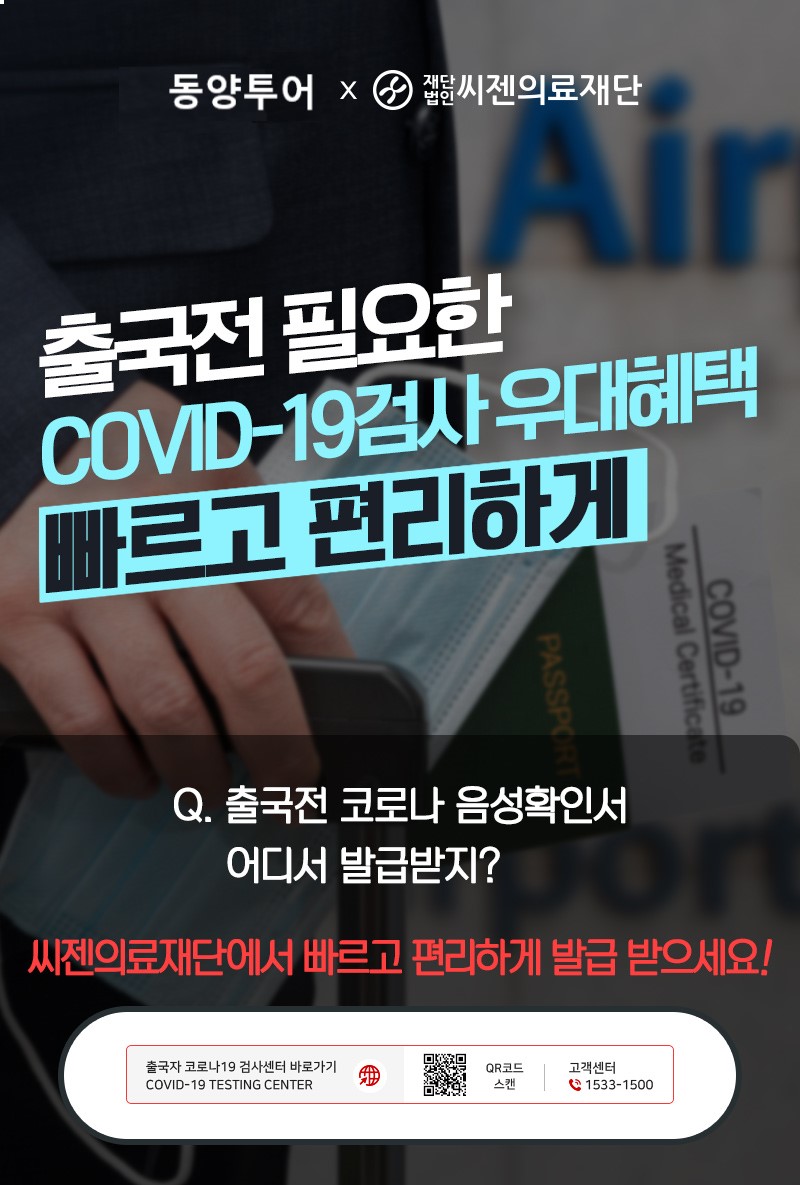 동양투어 X 재단법인 씨젠의료재단
Air
출국전 필요한
COVID-19검사 우대혜택
빠르고 편리하게
COVID-19
Medical Certificate
PASSPORT
port
Q. 출국전 코로나 음성확인서
어디서 발급받지?
씨젠의료재단에서 빠르고 편리하게 발급 받으세요!
출국자 코로나19 검사센터 바로가기
COVID-19 TESTING CENTER
QR코드
스캔
고객센터
1533-1500